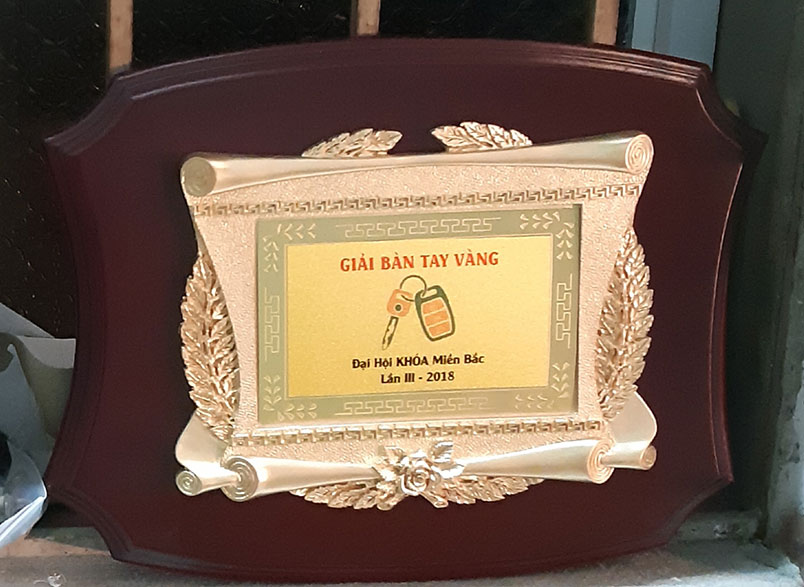 GIẢI BÀN TAY VÀNG
Đại Hội KHÓA Miền Bắc
Lần III - 2018